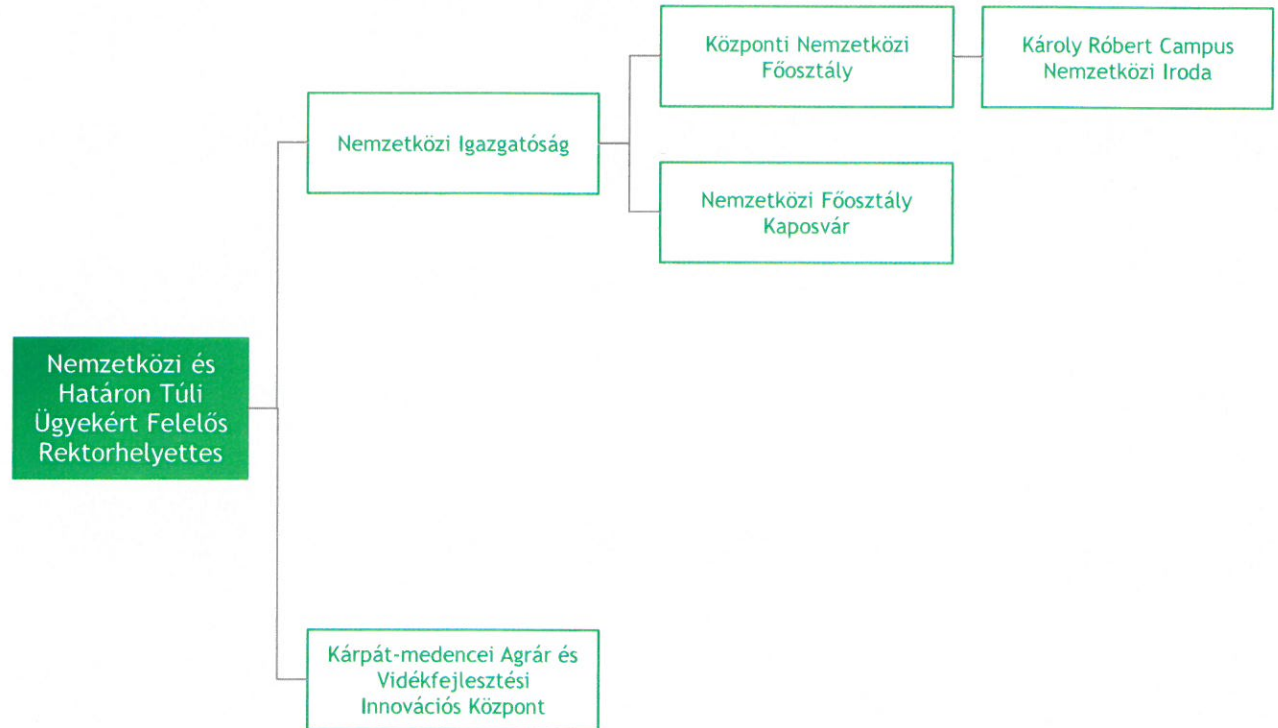 Központi Nemzetközi
Főosztály
Károly Róbert Campus
Nemzetközi Iroda
Nemzetközi Igazgatóság
Nemzetközi Főosztály
Kaposvár
Nemzetközi és
Határon Túli
Ügyekért Felelős
Rektorhelyettes
Kárpát-medencei Agrár és
Vidékfejlesztési
Innovációs Központ